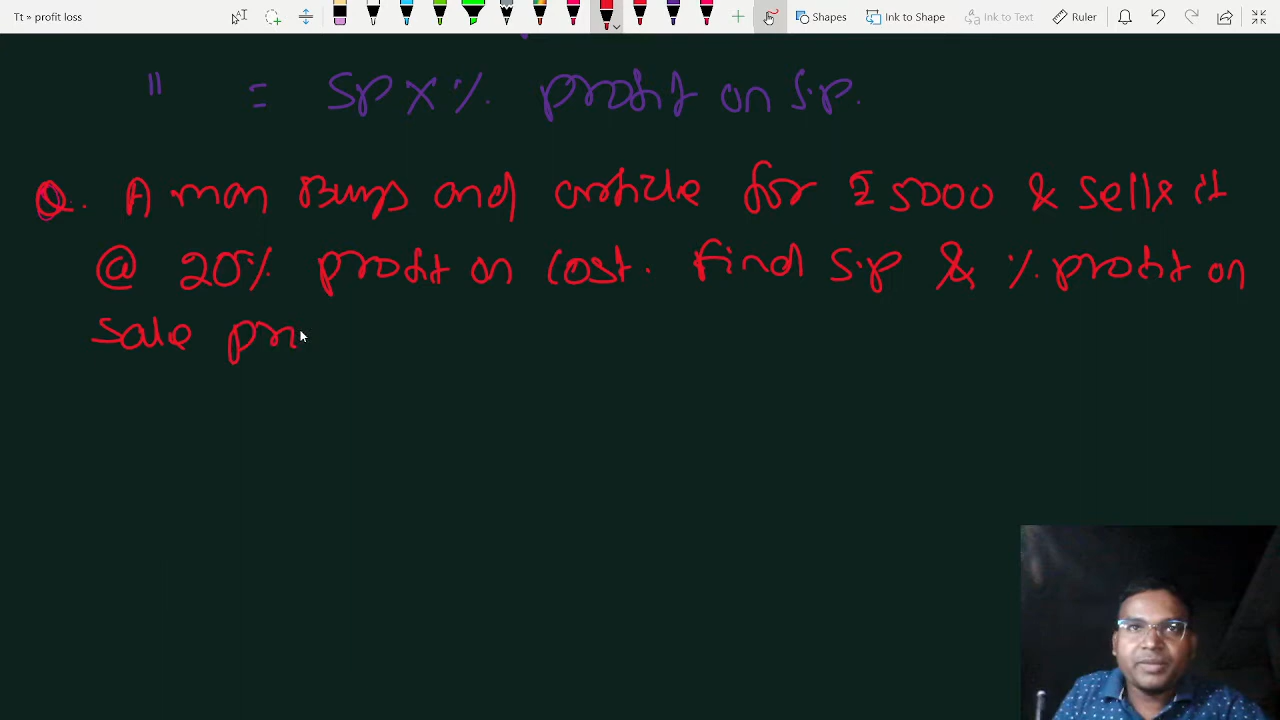 Tt » profit loss
Shapes Ink to Shape Ink to Text Ruler
" = SP X % profit on S.P.
Q. A man Buys and article for ₹ 5000 & sells it
@ 20% profit on cost. Find S.P & % profit on
sale pri